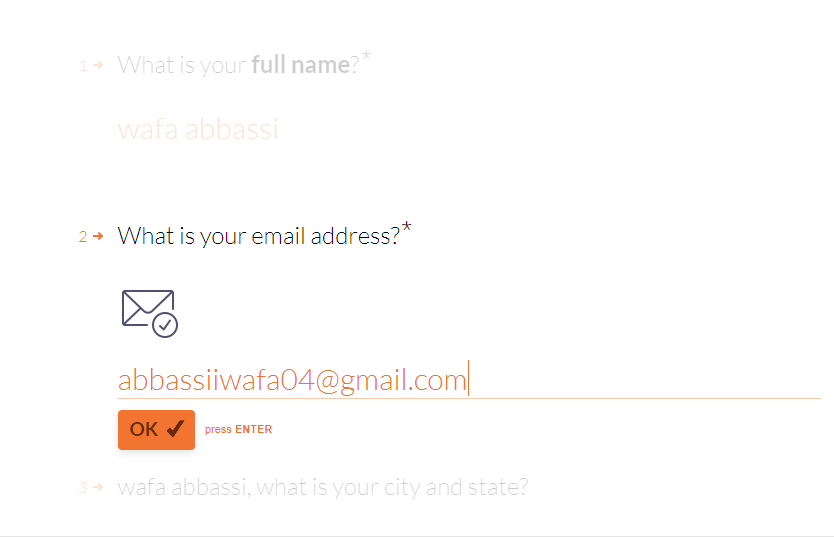 1 → What is your full name?*
wafa abbassi
2 → What is your email address?*
abbassiiwafa04@gmail.com
OK ✔ press ENTER
3 → wafa abbassi, what is your city and state?